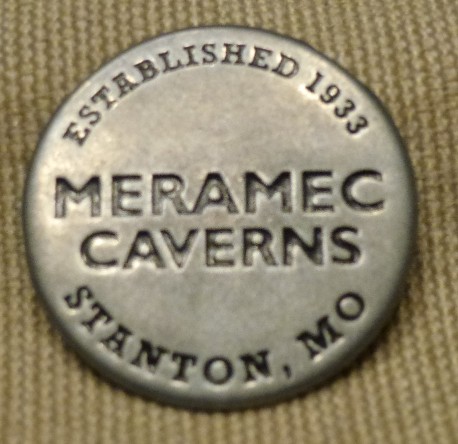 ESTABLISHED 1933
MERAMEC
CAVERNS
STANTON, MO